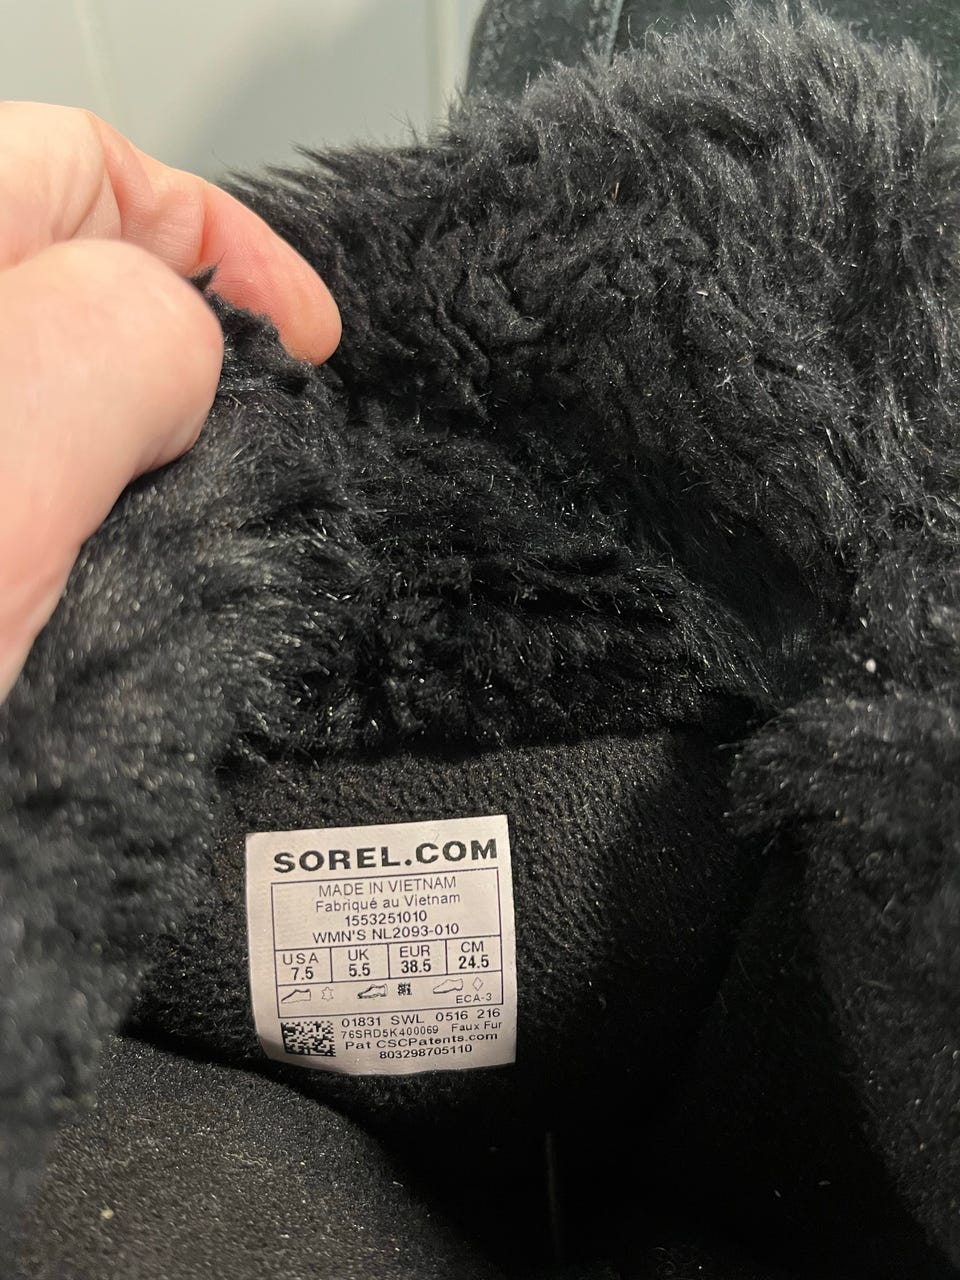 SOREL.COM
MADE IN VIETNAM
Fabriqué au Vietnam
1553251010
WMN'S NL2093-010
USA UK EUR CM
7.5 5.5 38.5 24.5
ECA-3
01831 SWL 0516 216
76SRD5K400069 Faux Fur
Pat CSCPatents.com
803298705110